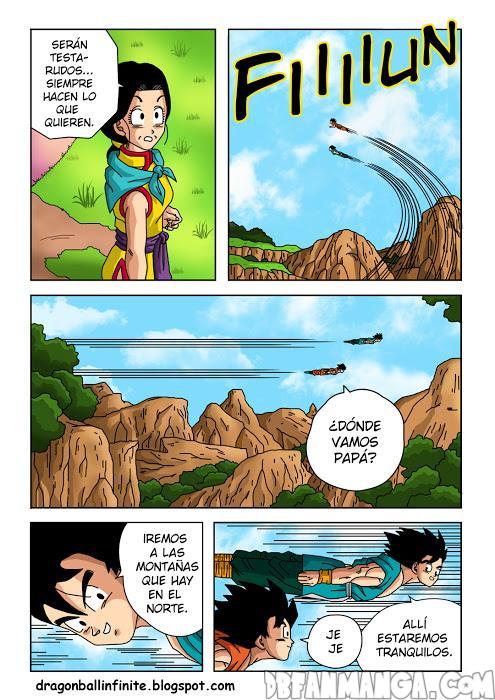 SERÁN
TESTA-
RUDOS...
SIEMPRE
HACEN LO
QUE
QUIEREN.
FIIIIIUN
¿DÓNDE
VAMOS
PAPÁ?
IREMOS
A LAS
MONTAÑAS
QUE HAY
EN EL
NORTE.
JE
JE
ALLÍ
ESTAREMOS
TRANQUILOS.
dragonballinfinite.blogspot.com
DBFANMANGA.COM